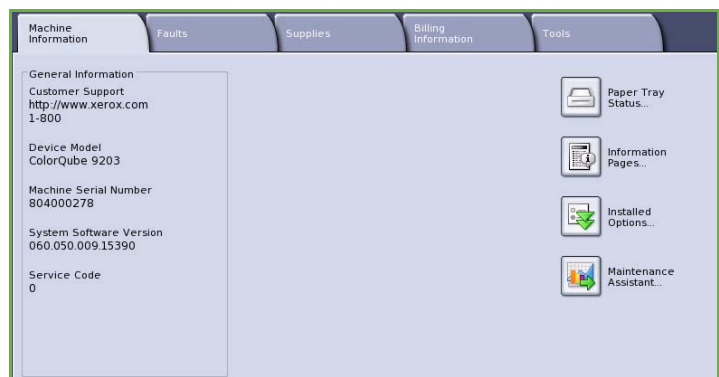 Machine
Information
Faults
Supplies
Billing
Information
Tools
General Information
Customer Support
http://www.xerox.com
1-800
Device Model
ColorQube 9203
Machine Serial Number
804000278
System Software Version
060.050.009.15390
Service Code
0
Paper Tray
Status...
Information
Pages...
Installed
Options...
Maintenance
Assistant...